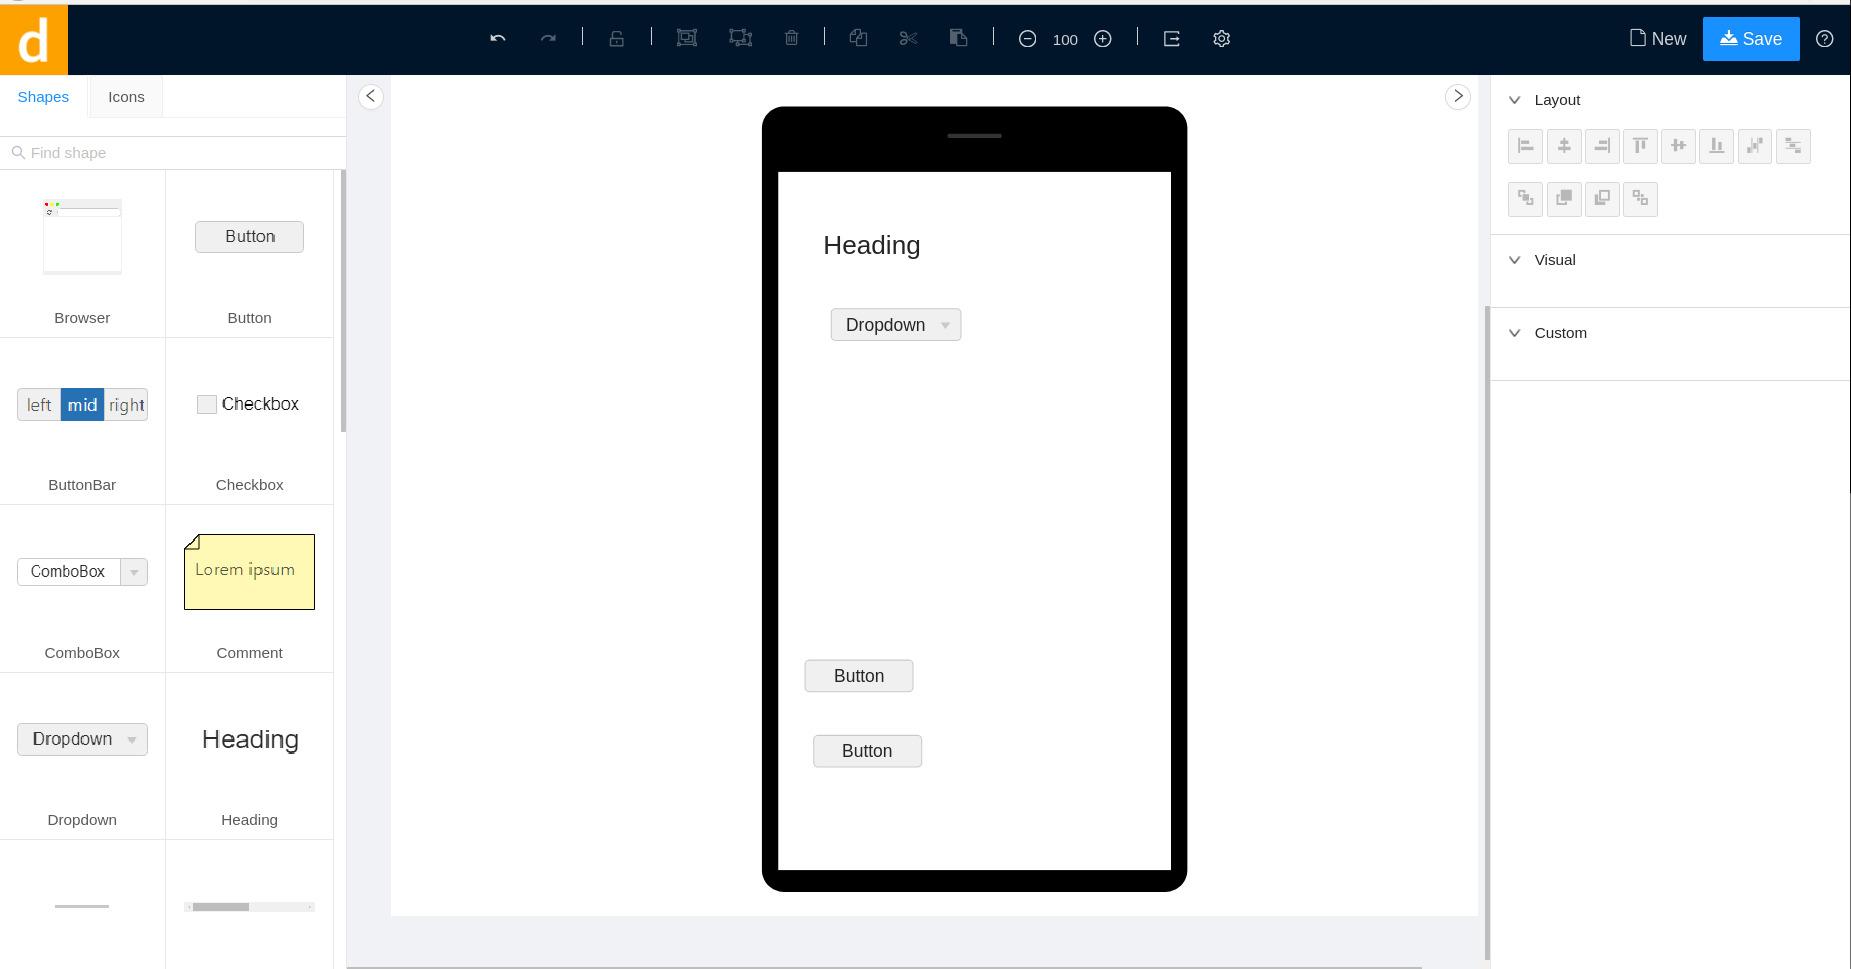 d
100
New
Save
Shapes
Icons
Find shape
Button
Browser
Button
left mid right
Checkbox
ButtonBar
Checkbox
ComboBox
Lorem ipsum
ComboBox
Comment
Dropdown
Heading
Dropdown
Heading
Heading
Dropdown
Button
Button
Layout
Visual
Custom